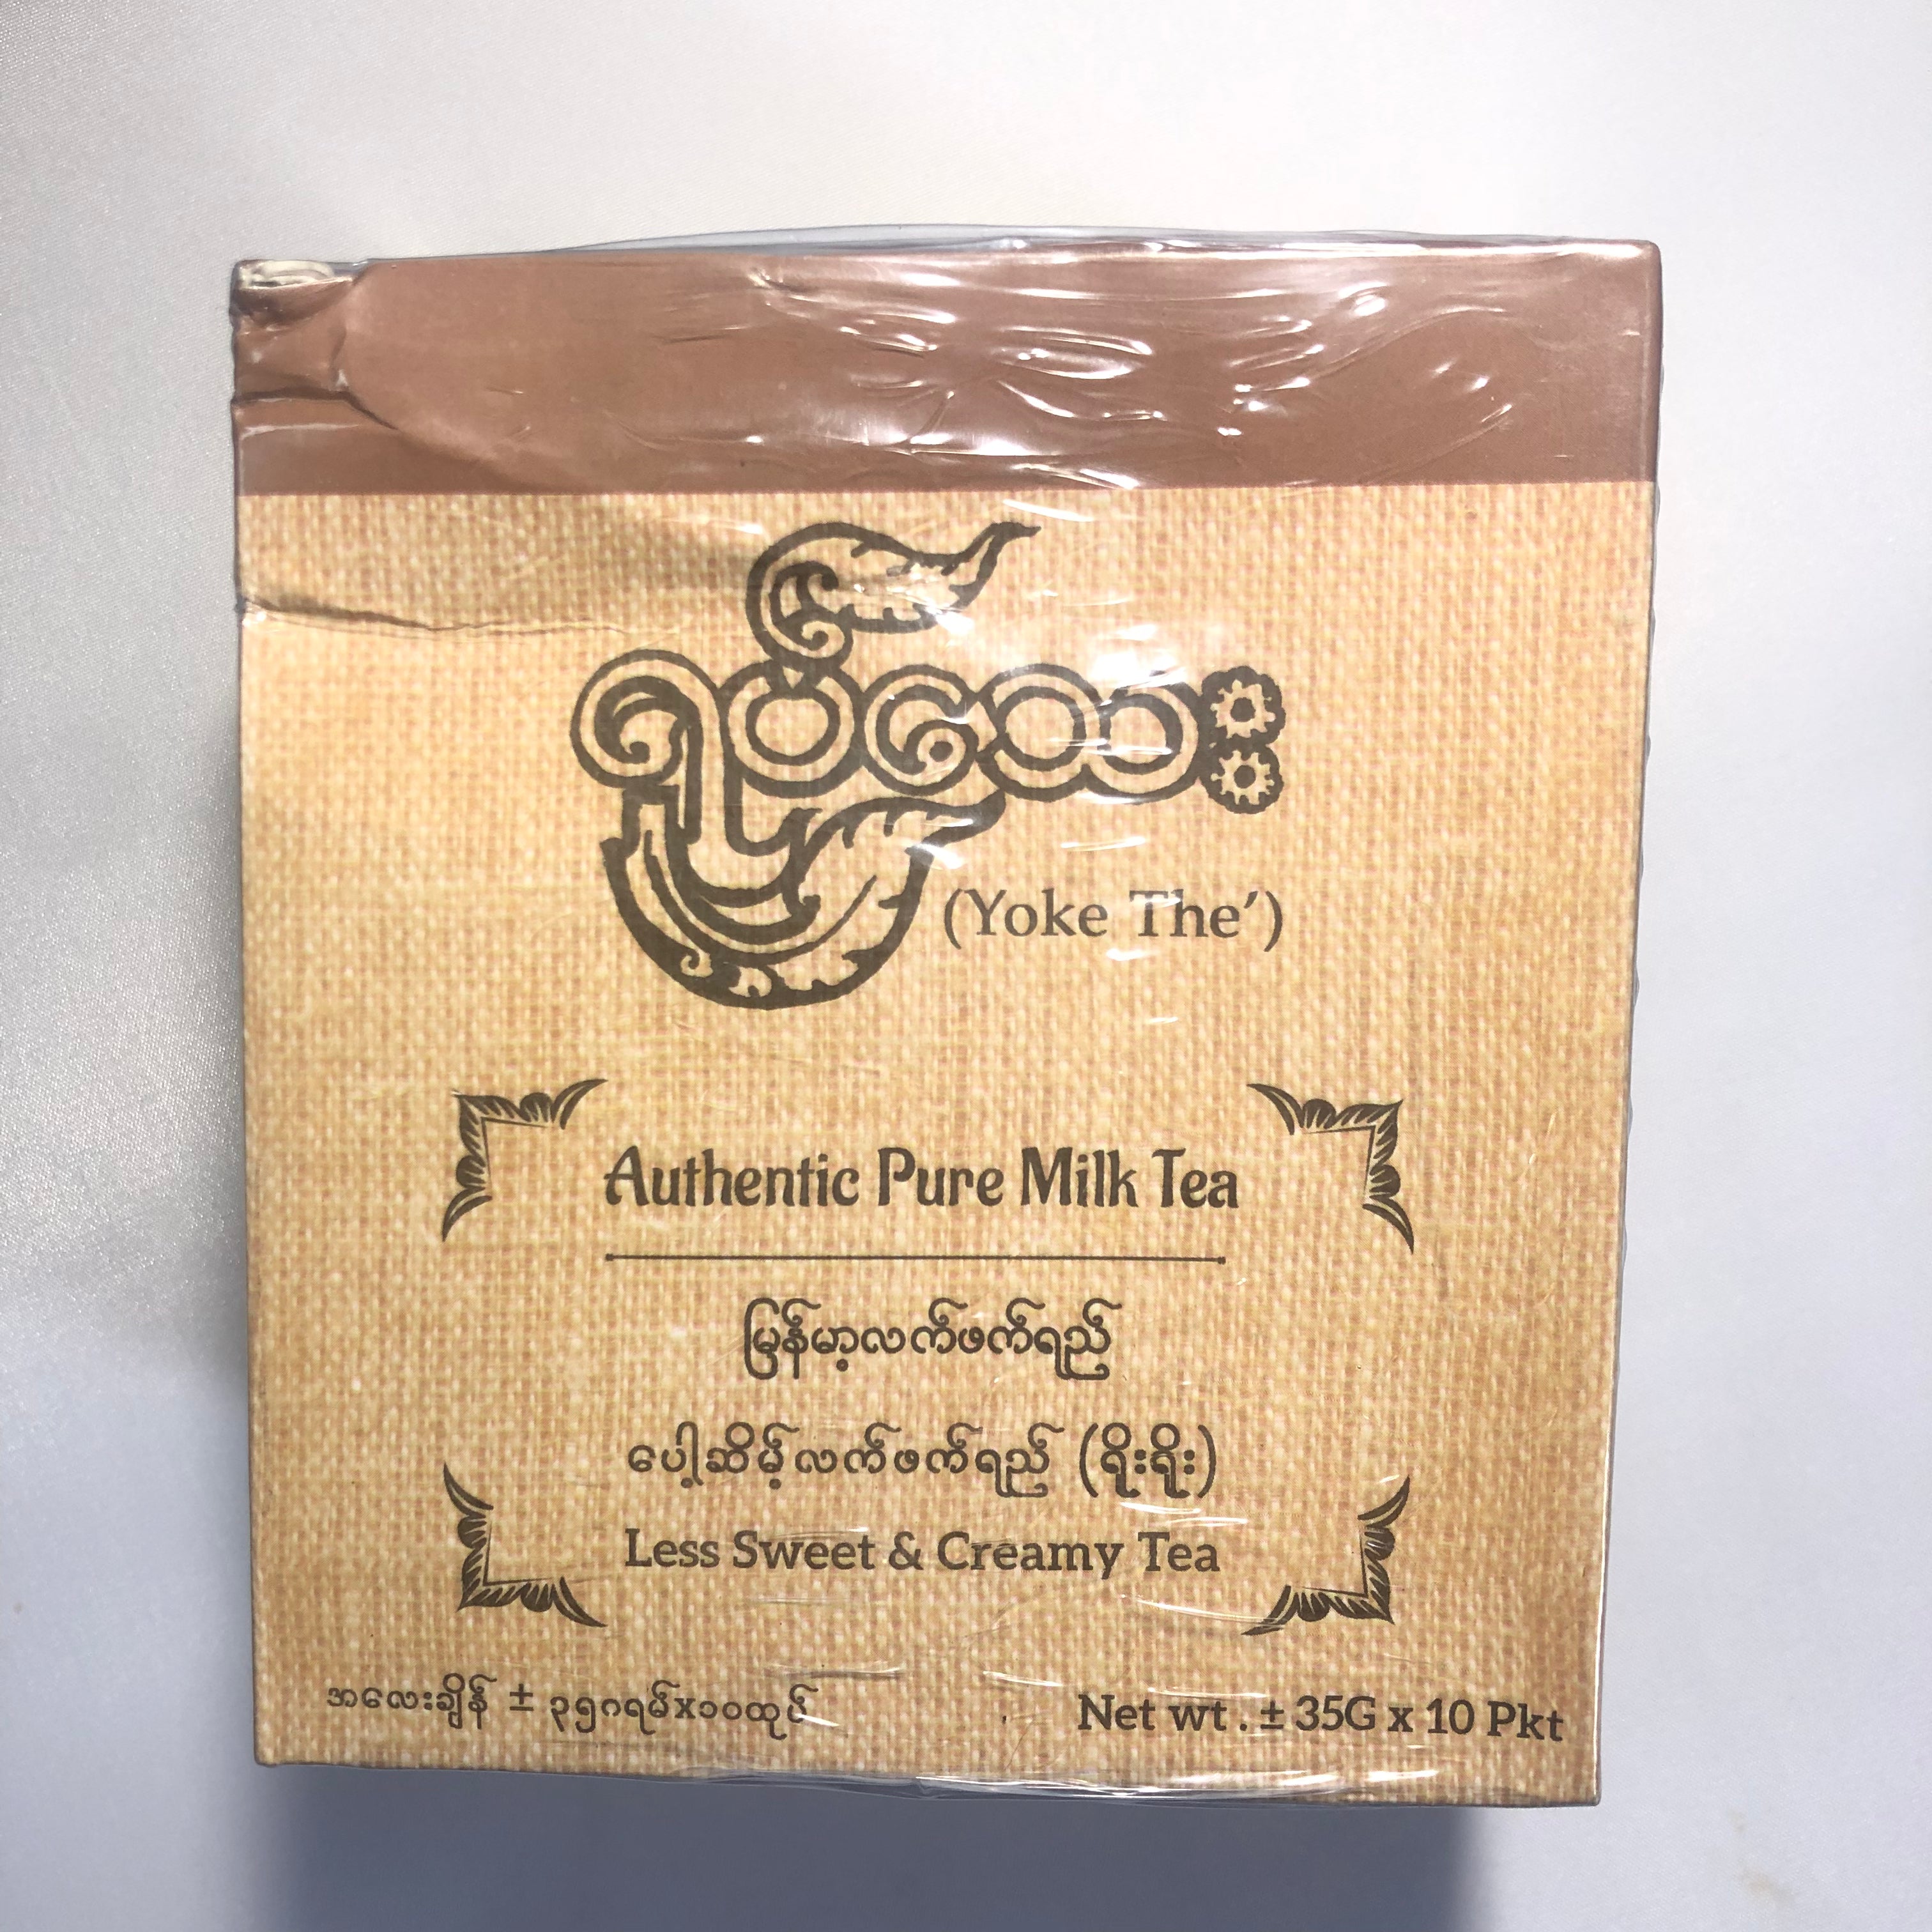 ရုပ်သေး
(Yoke The')
Authentic Pure Milk Tea
မြန်မာ့လက်ဖက်ရည်
ပေါ့ဆိမ့်လက်ဖက်ရည် (ရိုးရိုး)
Less Sweet & Creamy Tea
အလေးချိန် ± ၃၅ဂရမ်x၁၀ထုပ်
Net wt . ± 35G x 10 Pkt